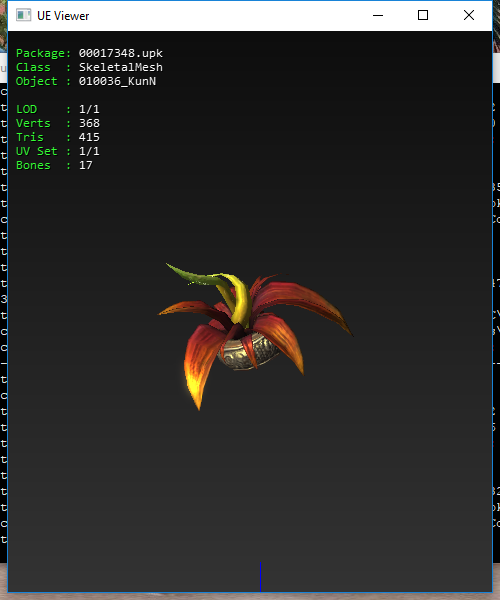 UE Viewer
Package: 00017348.upk
Class : SkeletalMesh
Object : 010036_KunN
LOD : 1/1
Verts : 368
Tris : 415
UV Set : 1/1
Bones : 17